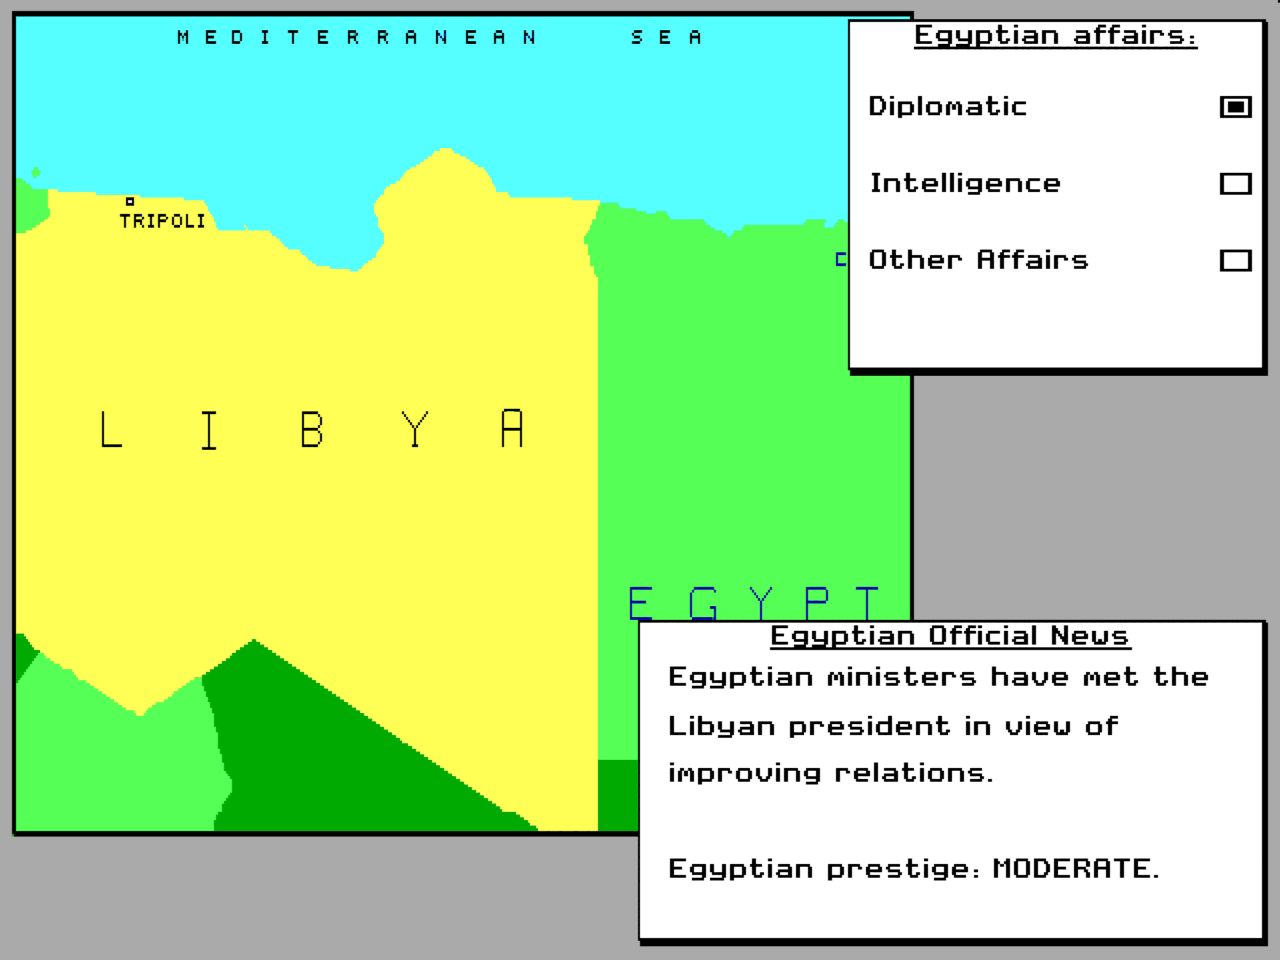 MEDITERRANEAN SEA
Egyptian affairs:
Diplomatic
Intelligence
Other Affairs
TRIPOLI
LIBYA
EGYPT
Egyptian Official News
Egyptian ministers have met the
Libyan president in view of
improving relations.
Egyptian prestige: MODERATE.